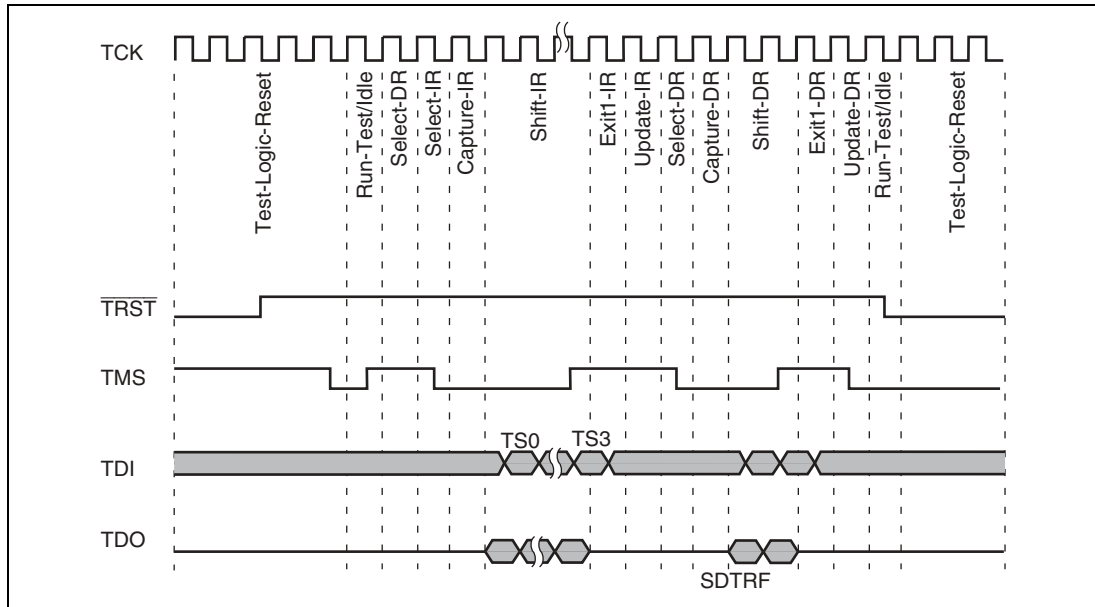 TCK
Test-Logic-Reset
Run-Test/Idle
Select-DR
Select-IR
Capture-IR
Shift-IR
Exit1-IR
Update-IR
Select-DR
Capture-DR
Shift-DR
Exit1-DR
Update-DR
Run-Test/Idle
Test-Logic-Reset
TRST
TMS
TS0
TS3
TDI
TDO
SDTRF